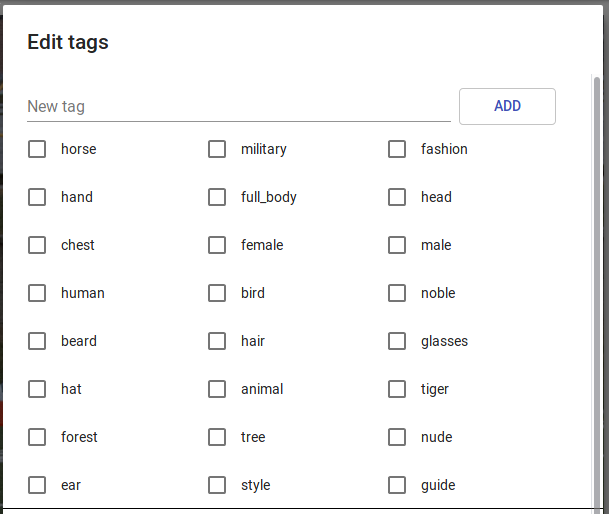 Edit tags
New tag ADD
horse military fashion
hand full_body head
chest female male
human bird noble
beard hair glasses
hat animal tiger
forest tree nude
ear style guide